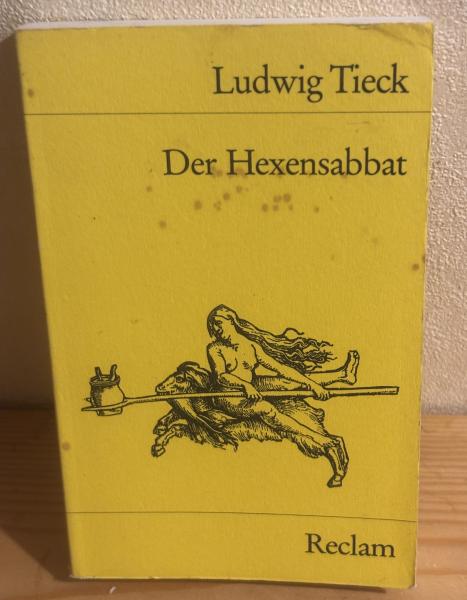 Ludwig Tieck
Der Hexensabbat
Reclam